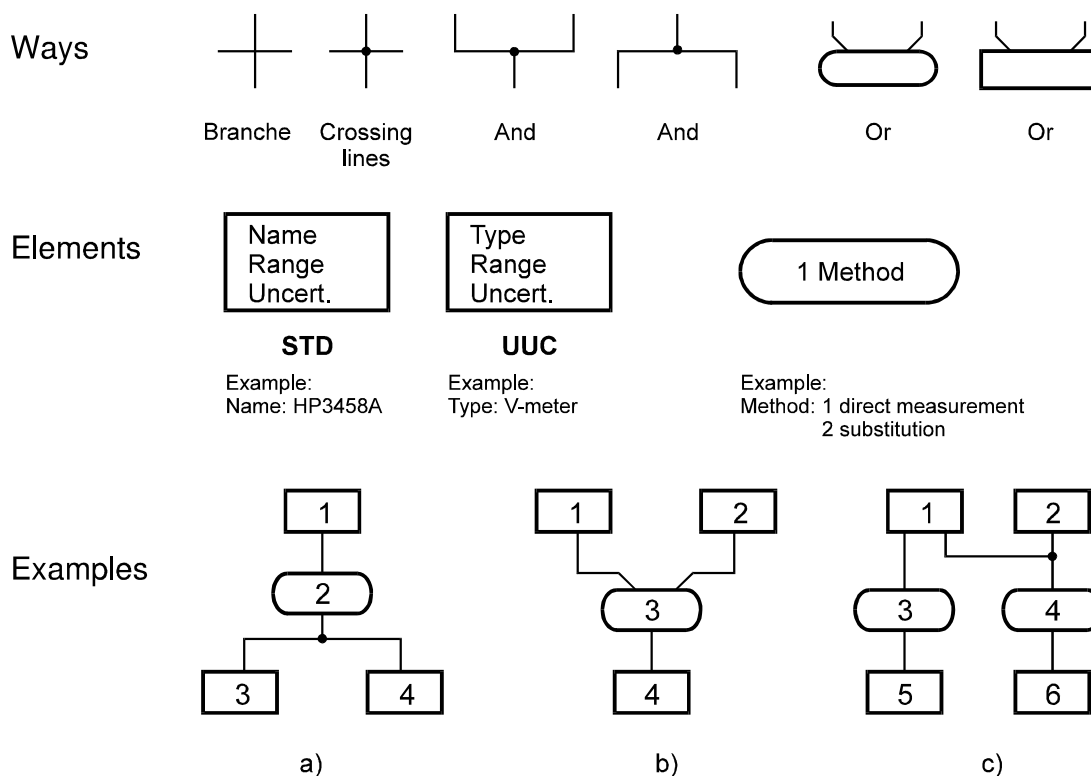 Ways
Branche
Crossing
lines
And
And
Or
Or
Elements
Name
Range
Uncert.
STD
Example:
Name: HP3458A
Type
Range
Uncert.
UUC
Example:
Type: V-meter
1 Method
Example:
Method: 1 direct measurement
2 substitution
Examples
1
2
3
4
a)
1
2
3
4
b)
1
2
3
4
5
6
c)